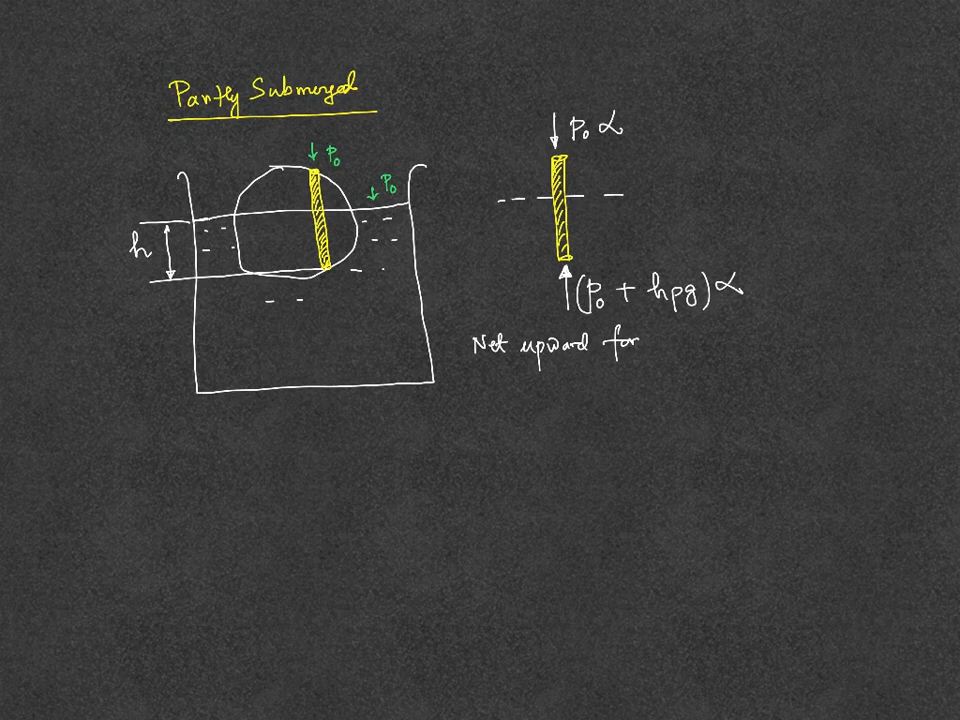 Partly Submerged
↓ P₀
↓ P₀
h
↓ P₀ α
↑ (P₀ + hρg) α
Net upward for